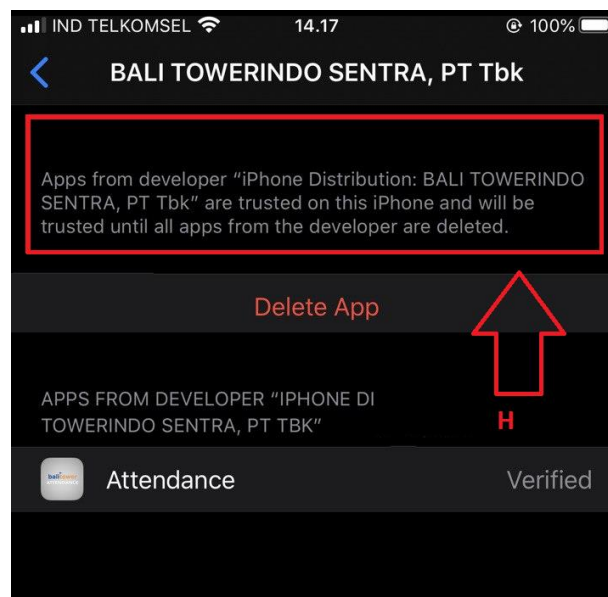 IND TELKOMSEL 14.17 100%
BALI TOWERINDO SENTRA, PT Tbk
Apps from developer “iPhone Distribution: BALI TOWERINDO
SENTRA, PT Tbk” are trusted on this iPhone and will be
trusted until all apps from the developer are deleted.
Delete App
APPS FROM DEVELOPER “IPHONE DI
TOWERINDO SENTRA, PT TBK”
H
Attendance Verified